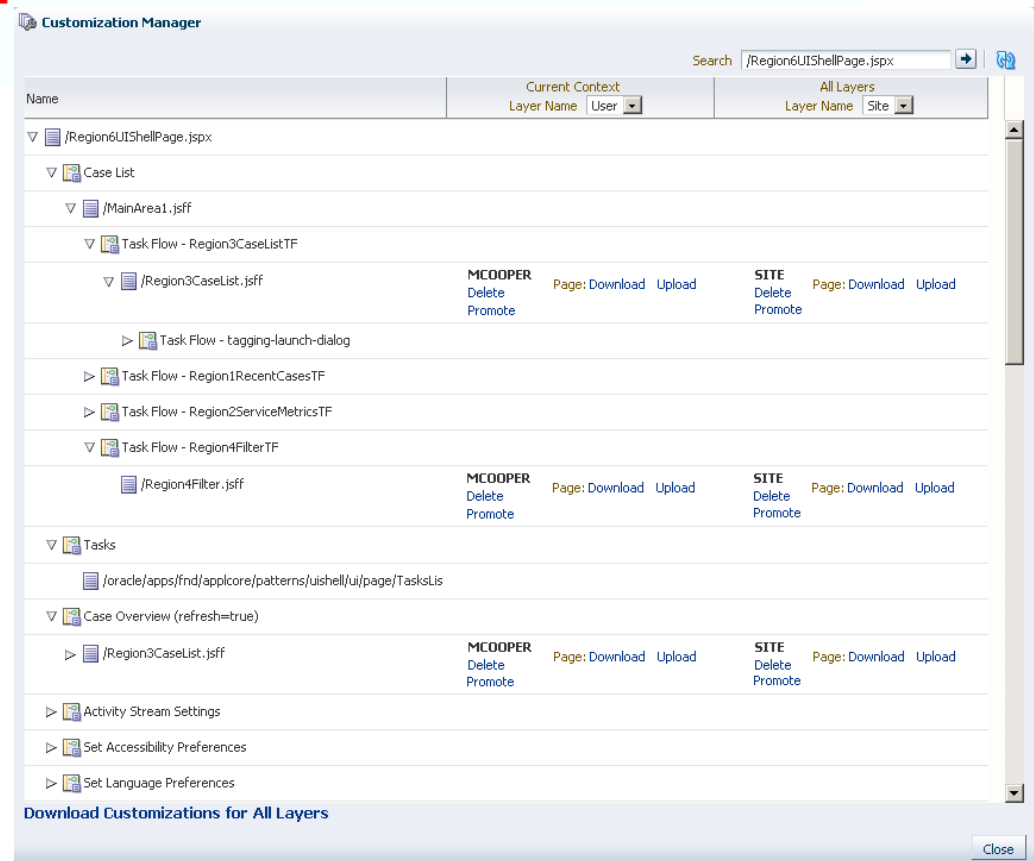 Customization Manager
Search /Region6UIShellPage.jspx
Name
Current Context
Layer Name User
All Layers
Layer Name Site
/Region6UIShellPage.jspx
Case List
/MainArea1.jsff
Task Flow - Region3CaseListTF
/Region3CaseList.jsff
MCOOPER
Delete
Promote
Page: Download Upload
SITE
Delete
Promote
Page: Download Upload
Task Flow - tagging-launch-dialog
Task Flow - Region1RecentCasesTF
Task Flow - Region2ServiceMetricsTF
Task Flow - Region4FilterTF
/Region4Filter.jsff
MCOOPER
Delete
Promote
Page: Download Upload
SITE
Delete
Promote
Page: Download Upload
Tasks
/oracle/apps/fnd/applcore/patterns/uishell/ui/page/TasksLis
Case Overview (refresh=true)
/Region3CaseList.jsff
MCOOPER
Delete
Promote
Page: Download Upload
SITE
Delete
Promote
Page: Download Upload
Activity Stream Settings
Set Accessibility Preferences
Set Language Preferences
Download Customizations for All Layers
Close